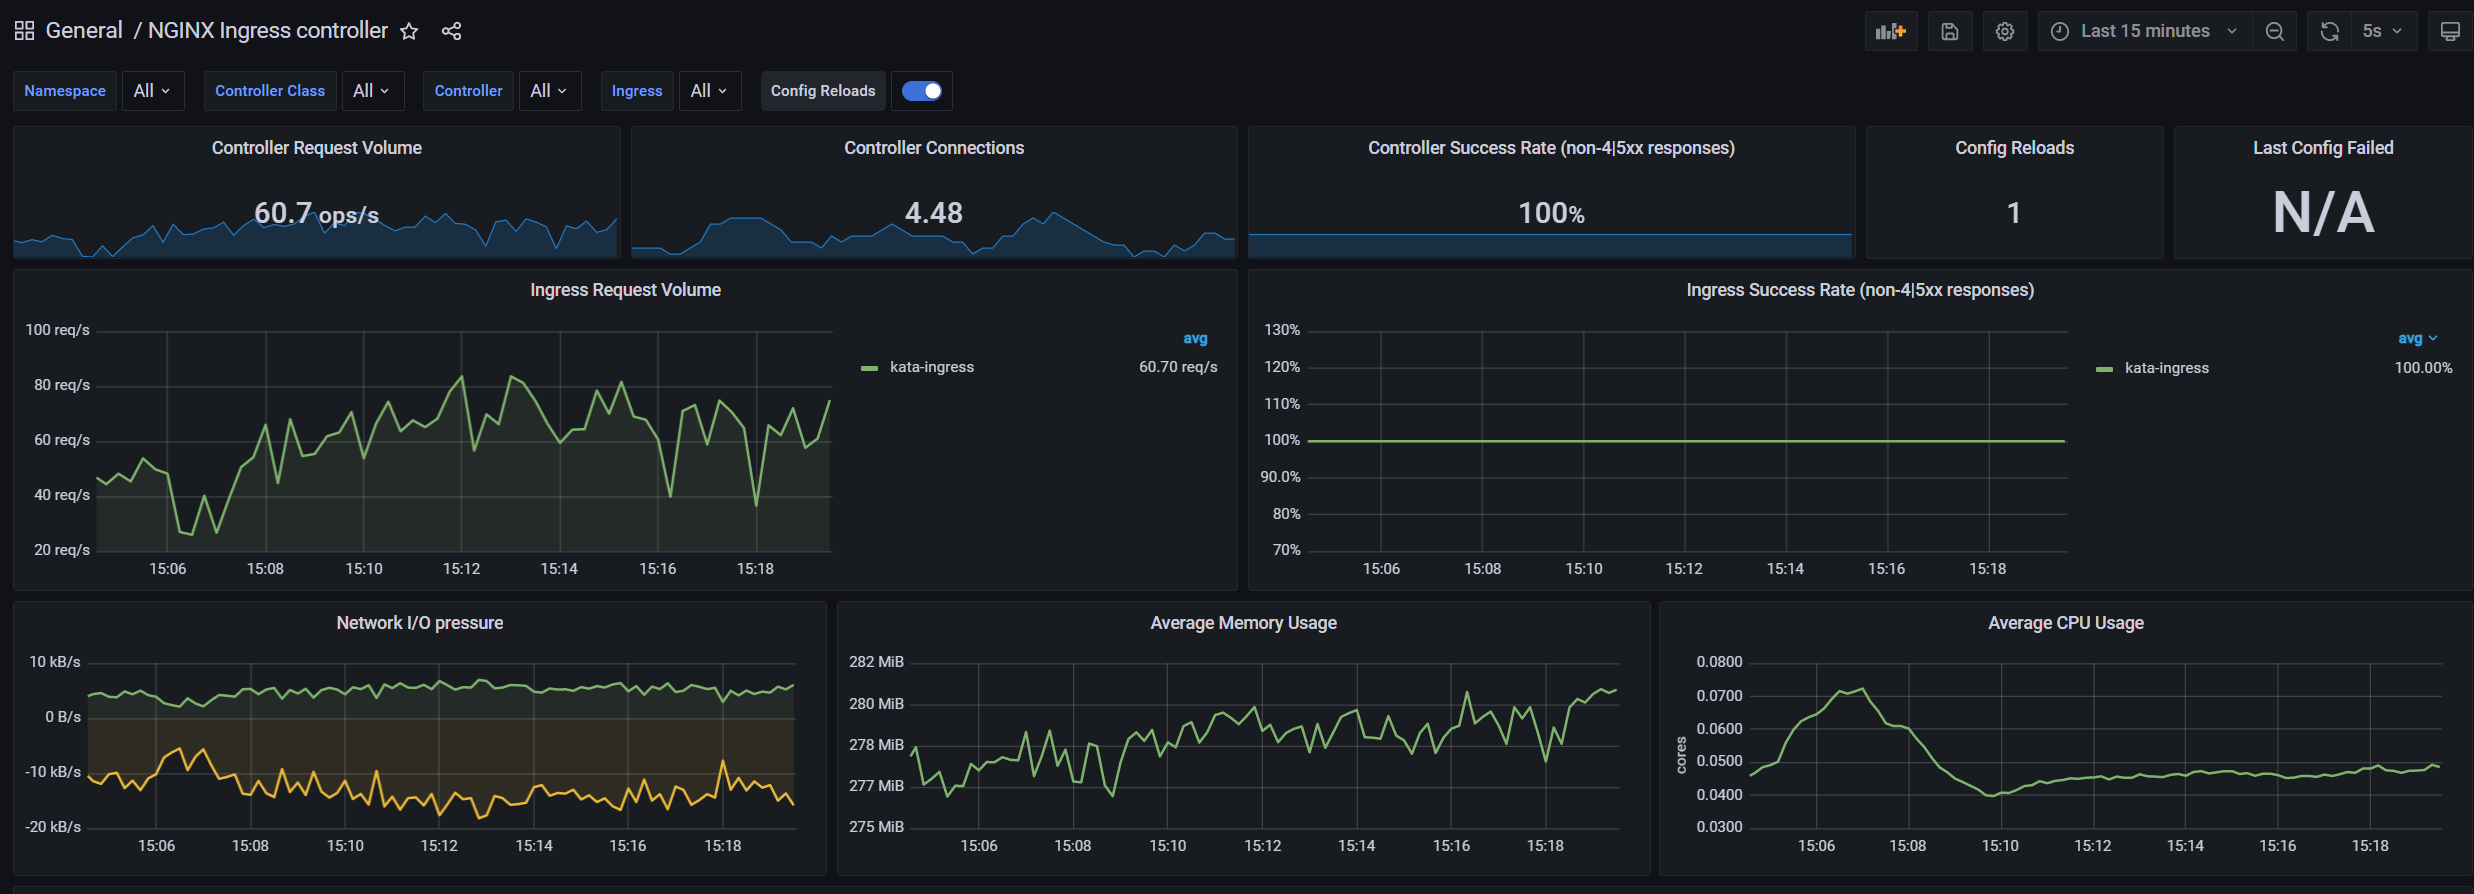 General / NGINX Ingress controller
Last 15 minutes
5s
Namespace All Controller Class All Controller All Ingress All Config Reloads
Controller Request Volume
60.7 ops/s
Controller Connections
4.48
Controller Success Rate (non-4|5xx responses)
100%
Config Reloads
1
Last Config Failed
N/A
Ingress Request Volume
100 req/s
80 req/s
60 req/s
40 req/s
20 req/s
15:06 15:08 15:10 15:12 15:14 15:16 15:18
avg
kata-ingress 60.70 req/s
Ingress Success Rate (non-4|5xx responses)
130%
120%
110%
100%
90.0%
80%
70%
15:06 15:08 15:10 15:12 15:14 15:16 15:18
avg
kata-ingress 100.00%
Network I/O pressure
10 kB/s
0 B/s
-10 kB/s
-20 kB/s
15:06 15:08 15:10 15:12 15:14 15:16 15:18
Average Memory Usage
282 MiB
280 MiB
278 MiB
277 MiB
275 MiB
15:06 15:08 15:10 15:12 15:14 15:16 15:18
Average CPU Usage
cores
0.0800
0.0700
0.0600
0.0500
0.0400
0.0300
15:06 15:08 15:10 15:12 15:14 15:16 15:18